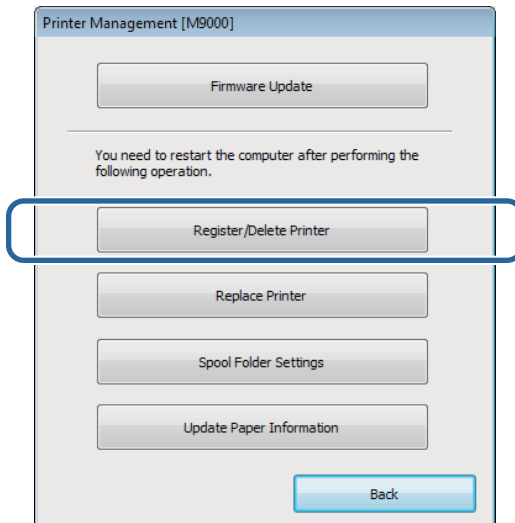 Printer Management [M9000]
Firmware Update
You need to restart the computer after performing the
following operation.
Register/Delete Printer
Replace Printer
Spool Folder Settings
Update Paper Information
Back